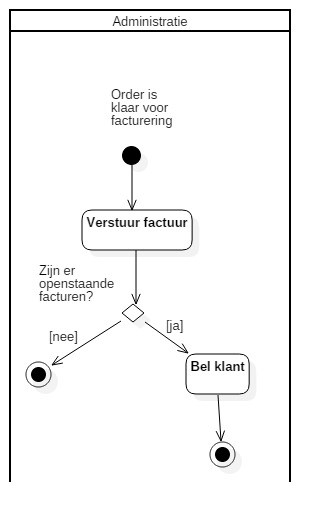 Administratie
Order is
klaar voor
facturering
Verstuur factuur
Zijn er
openstaande
facturen?
[nee]
[ja]
Bel klant